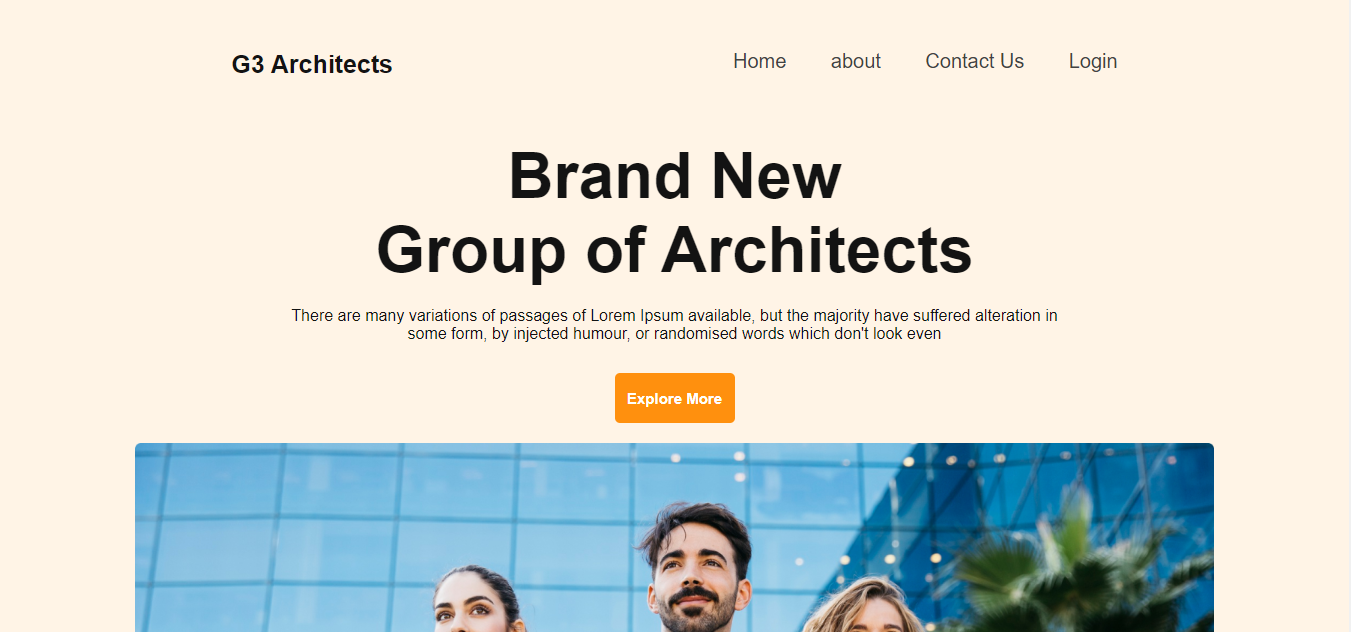 G3 Architects
Home about Contact Us Login
Brand New
Group of Architects
There are many variations of passages of Lorem Ipsum available, but the majority have suffered alteration in
some form, by injected humour, or randomised words which don't look even
Explore More